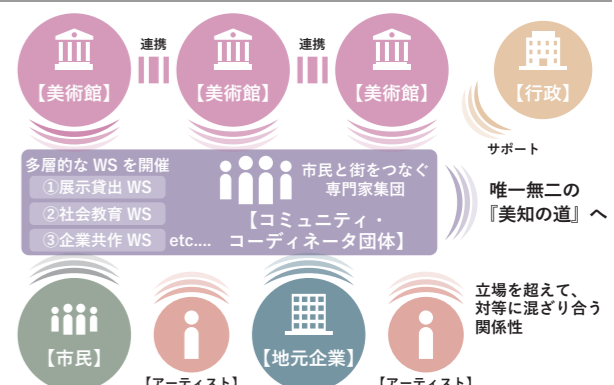 連携
連携
【美術館】
【美術館】
【美術館】
【行政】
サポート
多層的な WS を開催
①展示貸出 WS
②社会教育 WS
③企業共作 WS
etc....
市民と街をつなぐ
専門家集団
【コミュニティ・
コーディネータ団体】
唯一無二の
『美知の道』へ
立場を超えて、
対等に混ざり合う
関係性
【市民】
【地元企業】
【アーティスト】
【アーティスト】